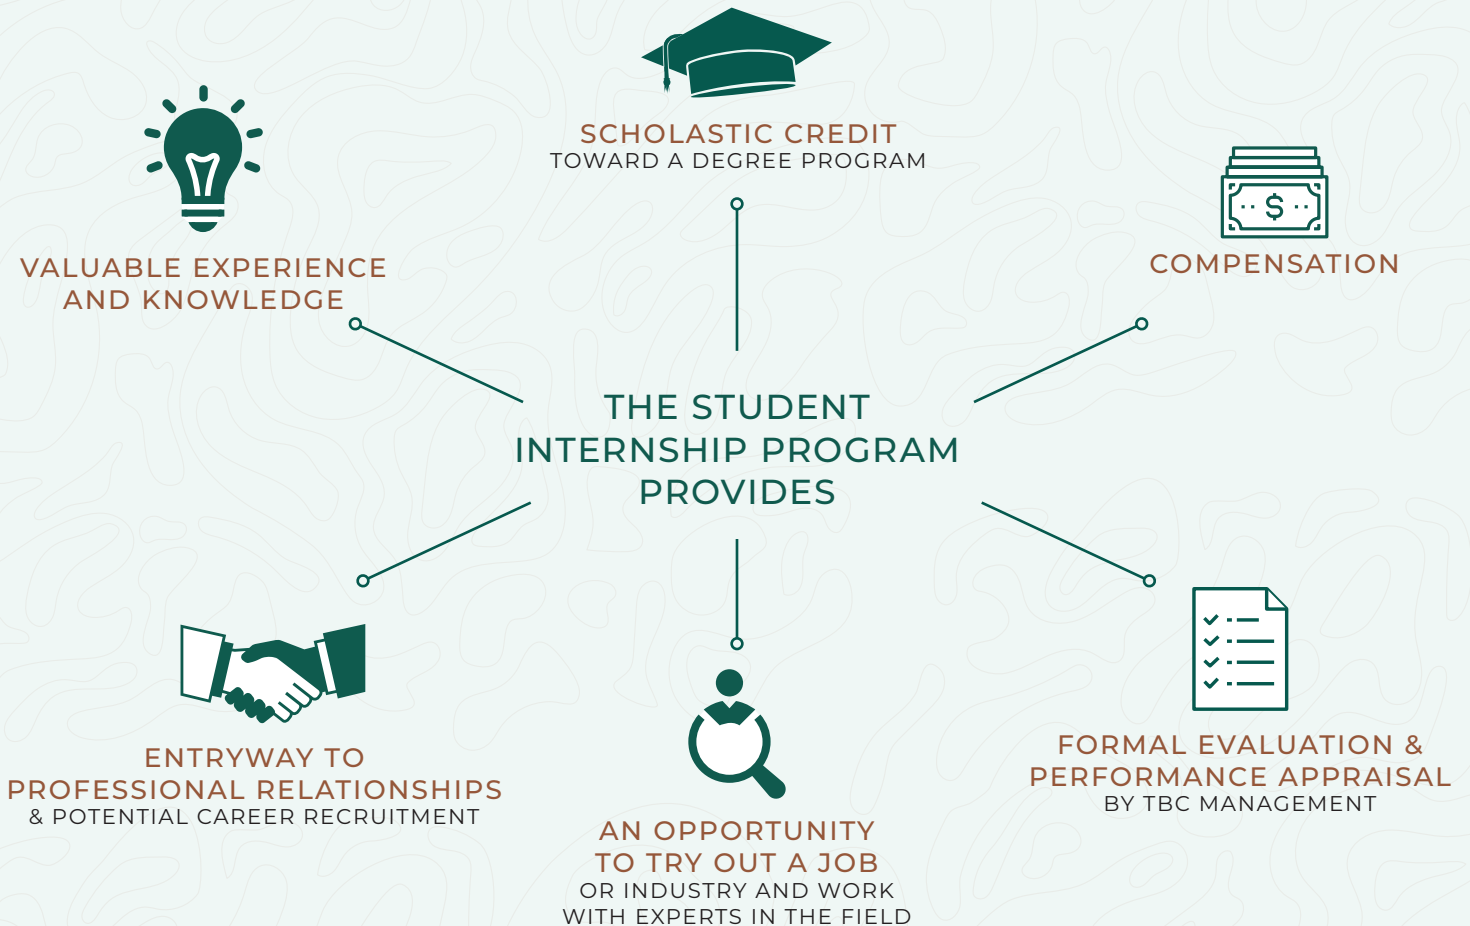 SCHOLASTIC CREDIT
TOWARD A DEGREE PROGRAM
VALUABLE EXPERIENCE
AND KNOWLEDGE
$
COMPENSATION
THE STUDENT
INTERNSHIP PROGRAM
PROVIDES
ENTRYWAY TO
PROFESSIONAL RELATIONSHIPS
& POTENTIAL CAREER RECRUITMENT
AN OPPORTUNITY
TO TRY OUT A JOB
OR INDUSTRY AND WORK
WITH EXPERTS IN THE FIELD
FORMAL EVALUATION &
PERFORMANCE APPRAISAL
BY TBC MANAGEMENT